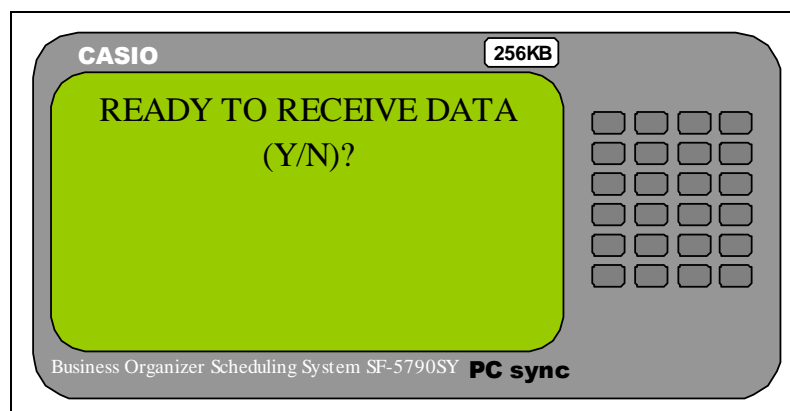 CASIO
256KB
READY TO RECEIVE DATA
(Y/N)?
Business Organizer Scheduling System SF-5790SY
PC sync